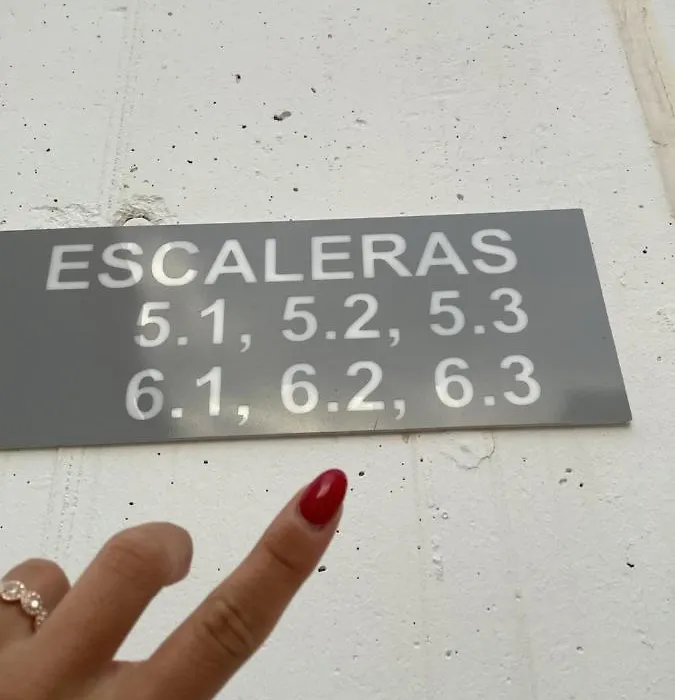 ESCALERAS
5.1, 5.2, 5.3
6.1, 6.2, 6.3